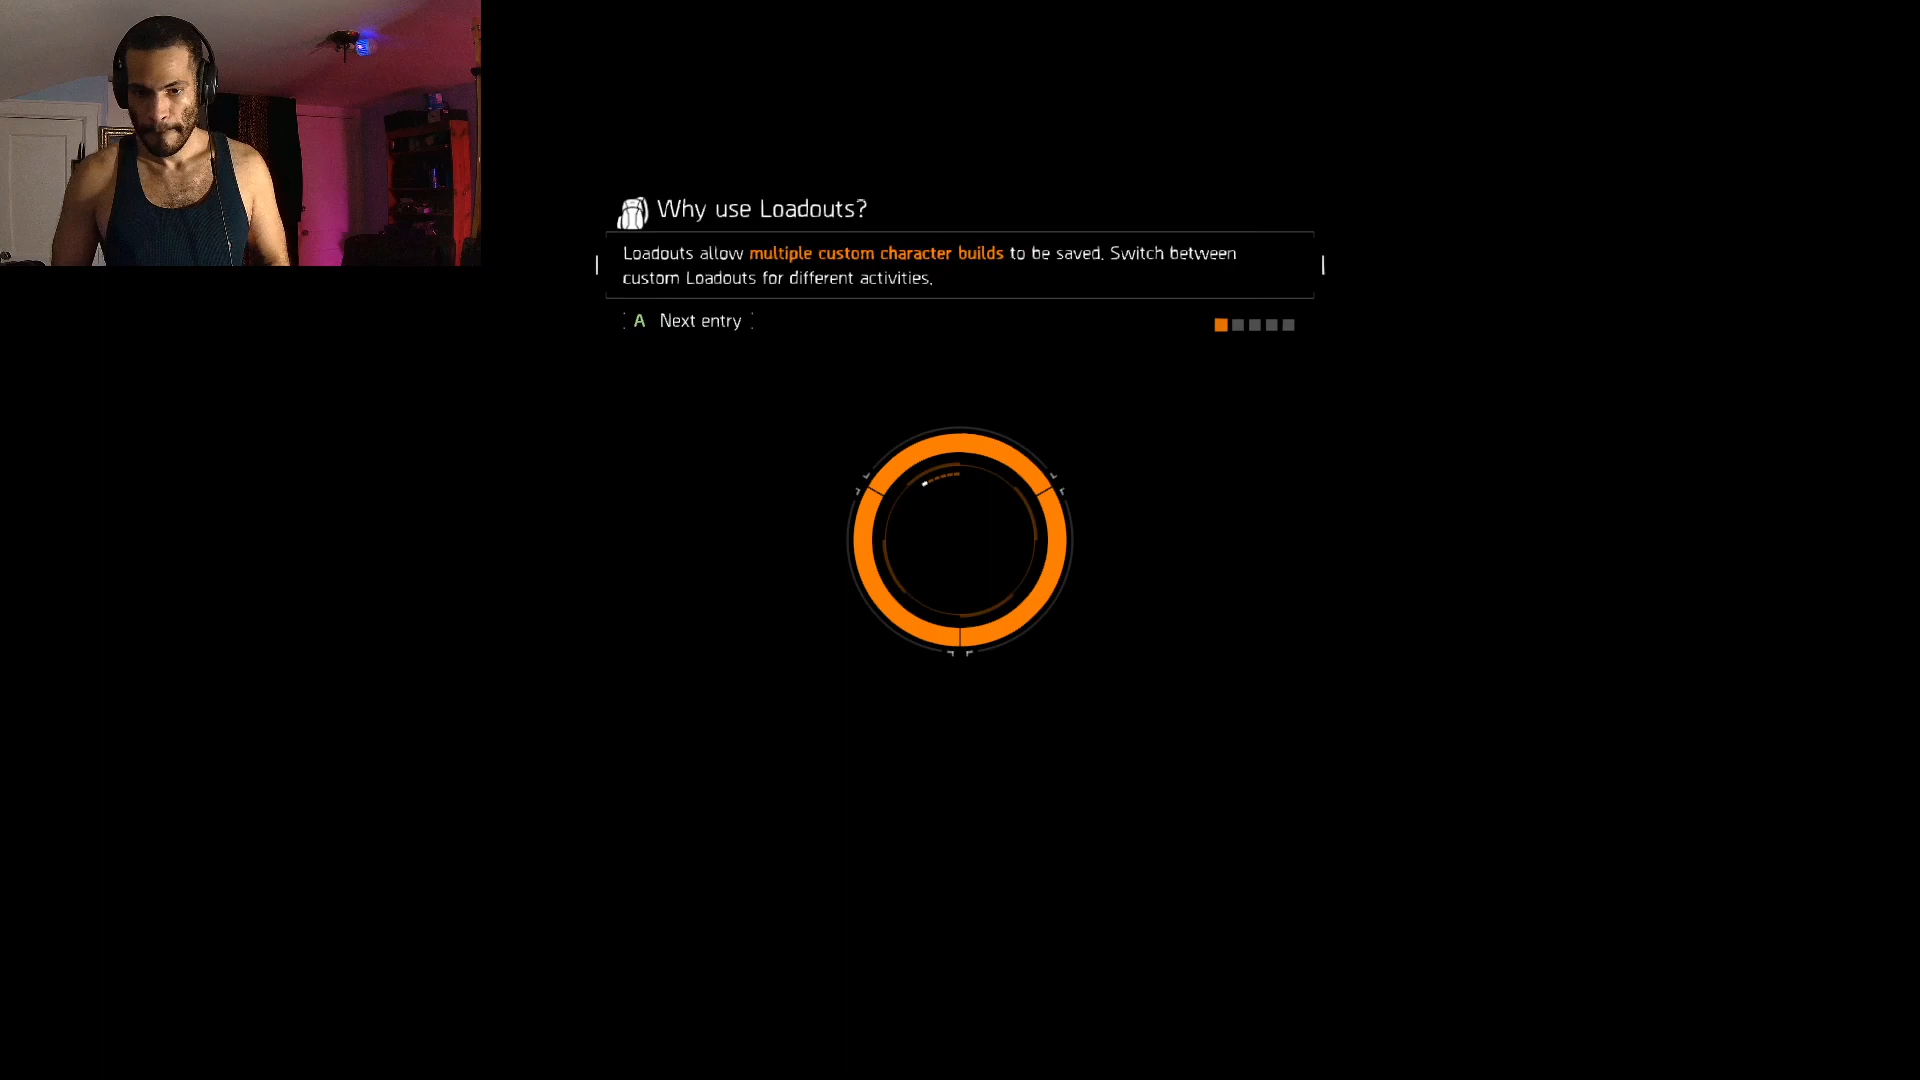 Why use Loadouts?
Loadouts allow multiple custom character builds to be saved. Switch between
custom Loadouts for different activities.
A Next entry